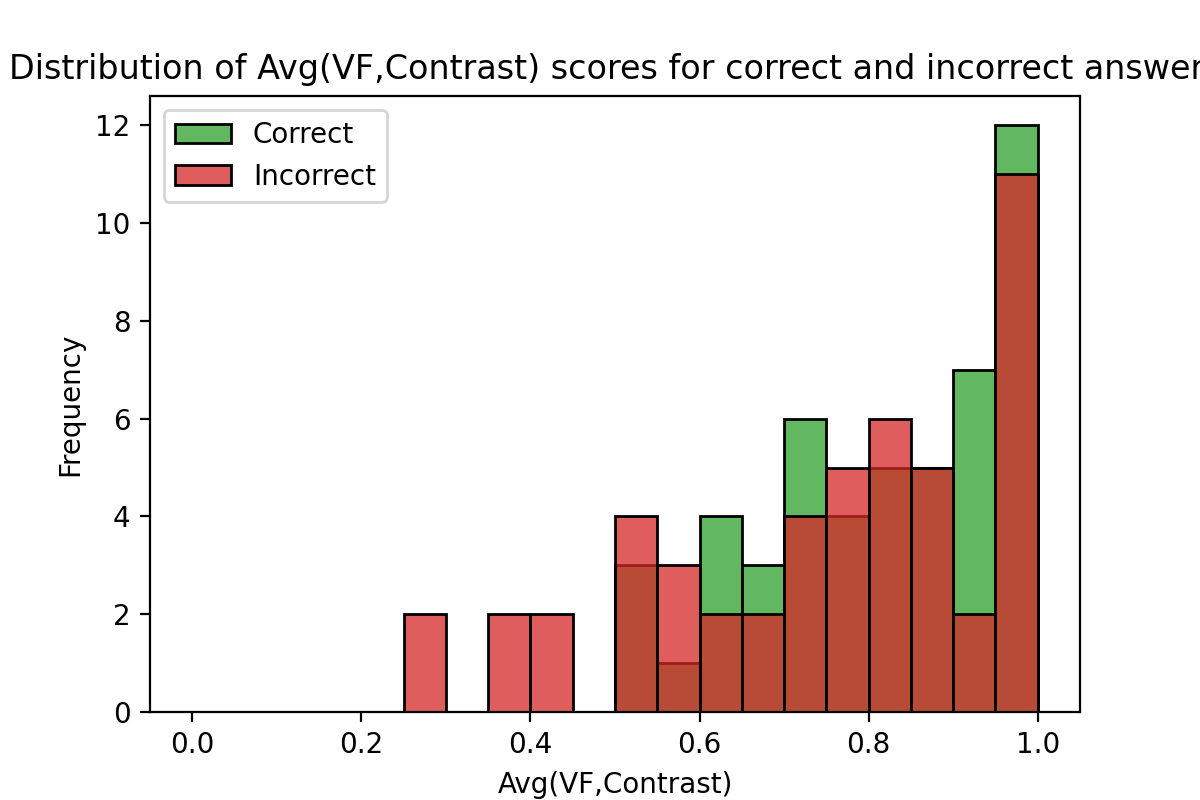 Distribution of Avg(VF,Contrast) scores for correct and incorrect answer
Correct
Incorrect
Frequency
12
10
8
6
4
2
0
0.0 0.2 0.4 0.6 0.8 1.0
Avg(VF,Contrast)